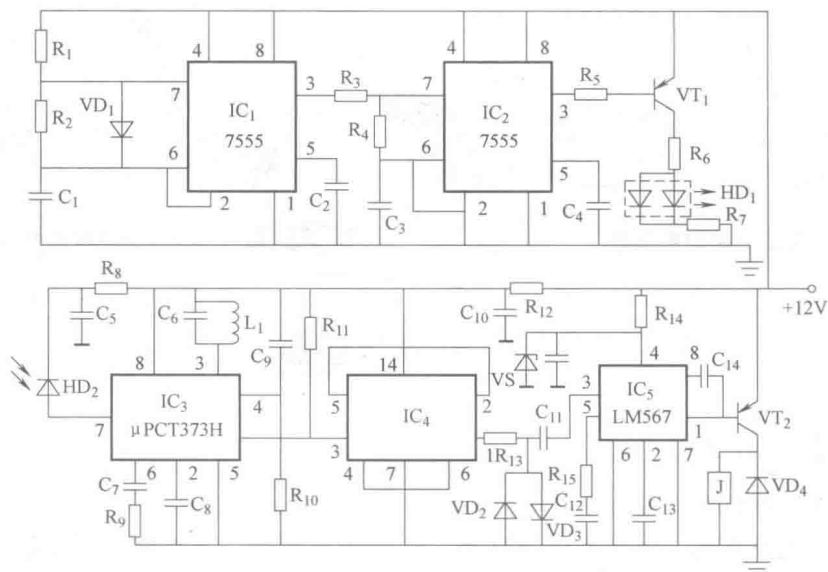 4 8 4 8
R₁
VD₁ 7 3 R₃ 7 R₅ VT₁
IC₁ IC₂
R₂ 7555 R₄ 7555 3
R₆
6 5 6 5
C₁ 2 1 C₂ C₃ 2 1 C₄ HD₁
R₇
R₈ R₁₂ +12V
C₅ C₆ L₁ C₉ R₁₁ C₁₀ R₁₄
8 3 14 VS 4 8 C₁₄
HD₂ IC₃ 4 5 IC₄ 2 C₁₁ 3 IC₅
7 μPCT373H 5 LM567 1 VT₂
3 1R₁₃
6 2 5 4 7 6 R₁₅ 6 2 7
C₇ C₈ R₁₀ C₁₂ C₁₃ J VD₄
R₉ VD₂ VD₃